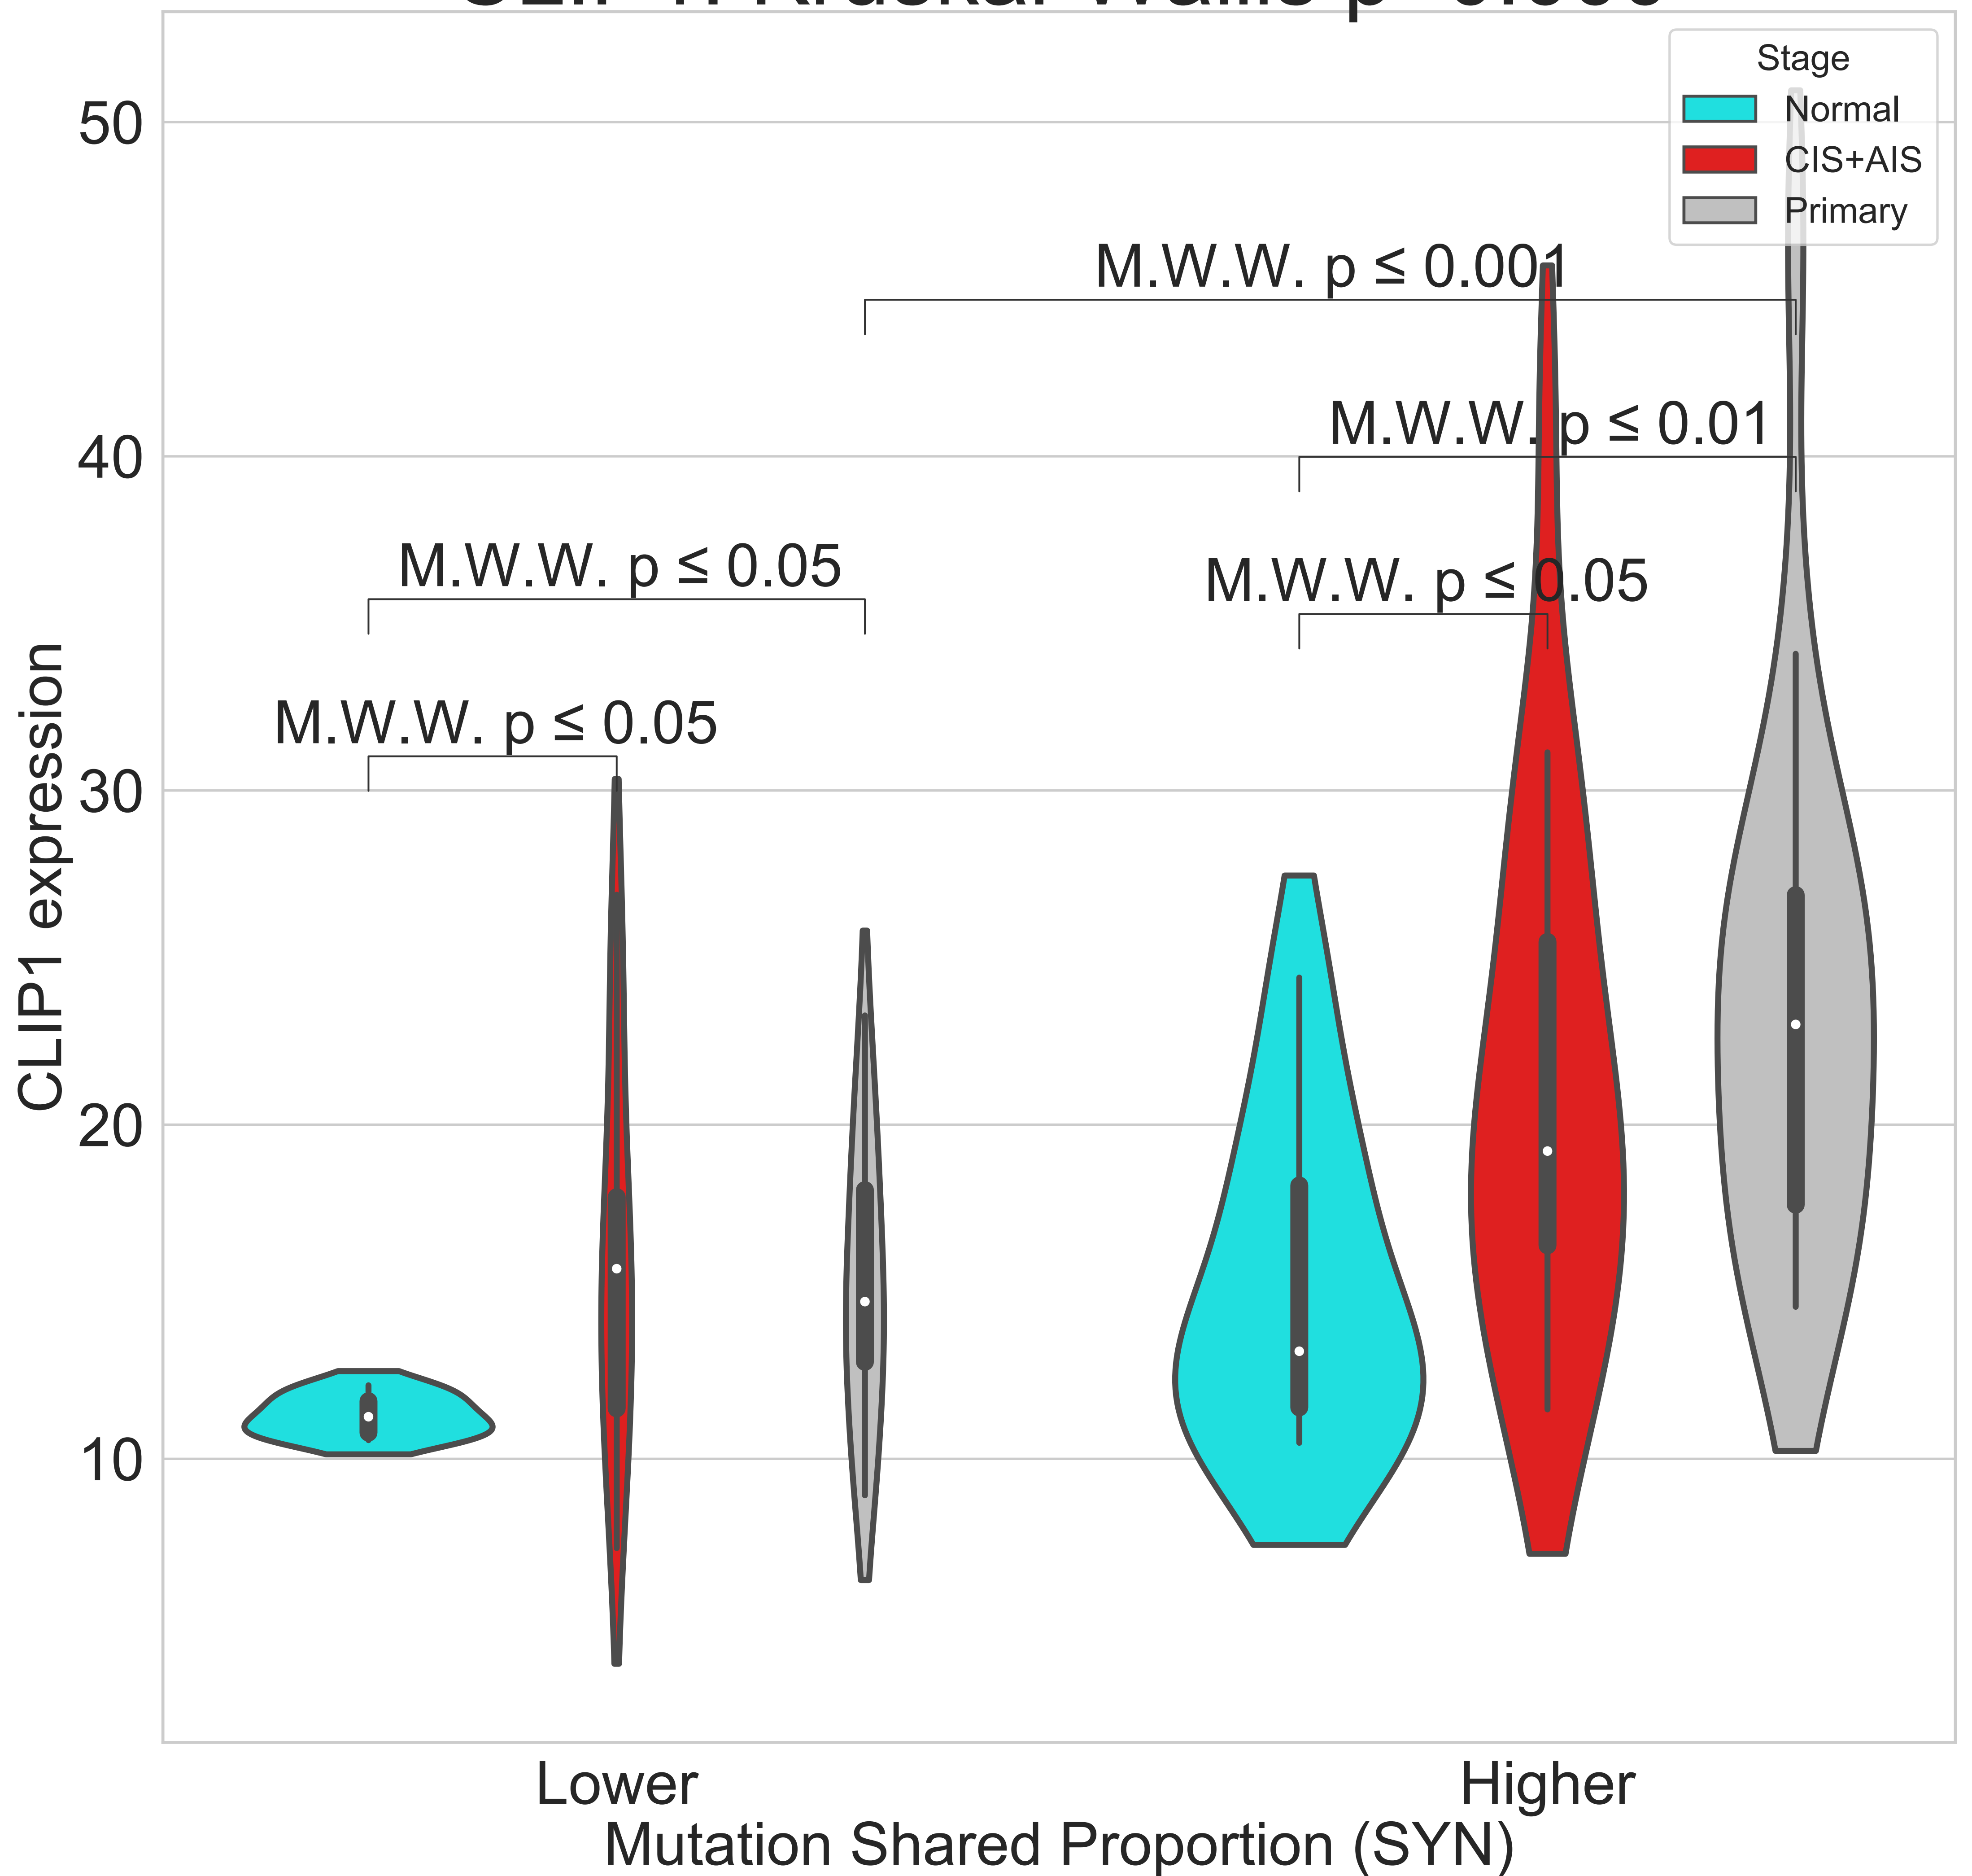 Stage
Normal
CIS+AIS
Primary
50
40
30
20
10
CLIP1 expression
M.W.W. p ≤ 0.001
M.W.W. p ≤ 0.01
M.W.W. p ≤ 0.05
M.W.W. p ≤ 0.05
M.W.W. p ≤ 0.05
Lower
Higher
Mutation Shared Proportion (SYN)